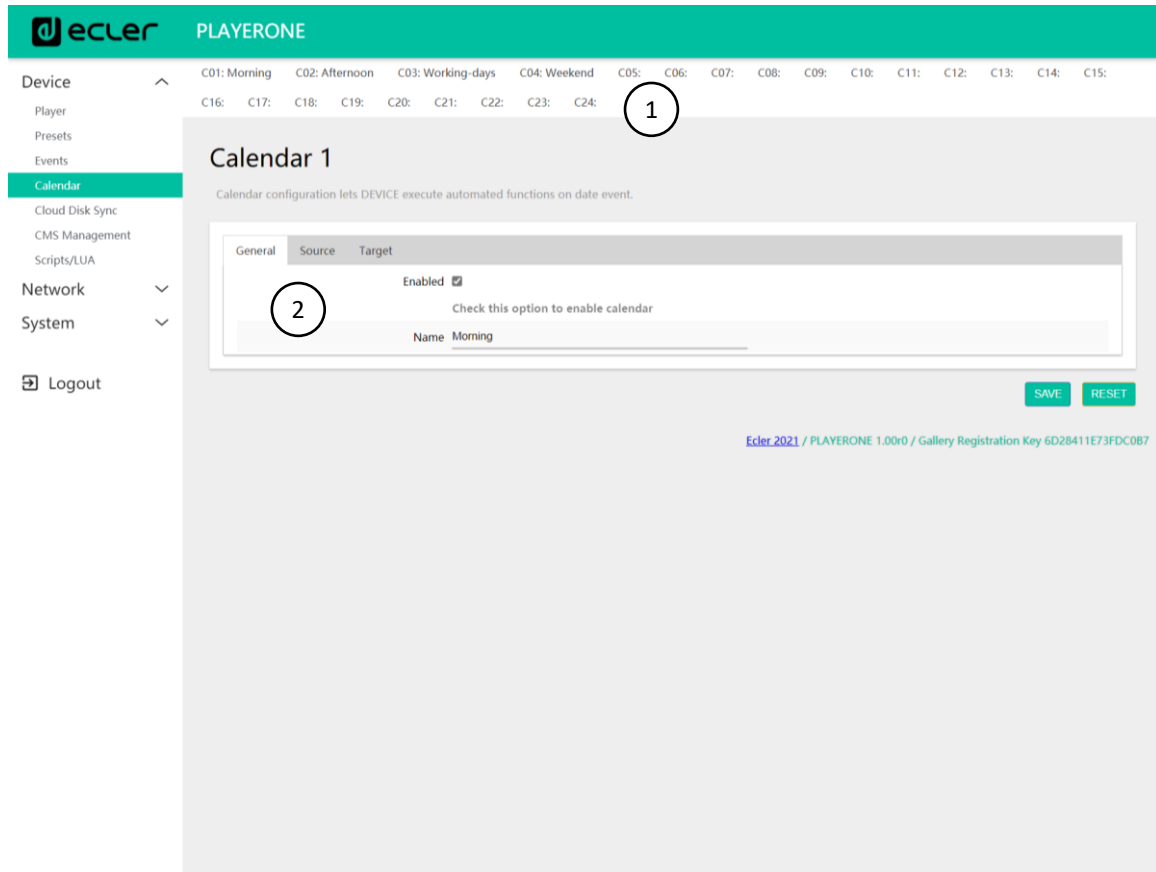 ecler PLAYERONE
Device
Player
Presets
Events
Calendar
Cloud Disk Sync
CMS Management
Scripts/LUA
Network
System
Logout
C01: Morning C02: Afternoon C03: Working-days C04: Weekend C05: C06: C07: C08: C09: C10: C11: C12: C13: C14: C15:
C16: C17: C18: C19: C20: C21: C22: C23: C24:
1
Calendar 1
Calendar configuration lets DEVICE execute automated functions on date event.
General Source Target
Enabled
2
Check this option to enable calendar
Name Morning
SAVE RESET
Ecler 2021 / PLAYERONE 1.00r0 / Gallery Registration Key 6D28411E73FDC0B7